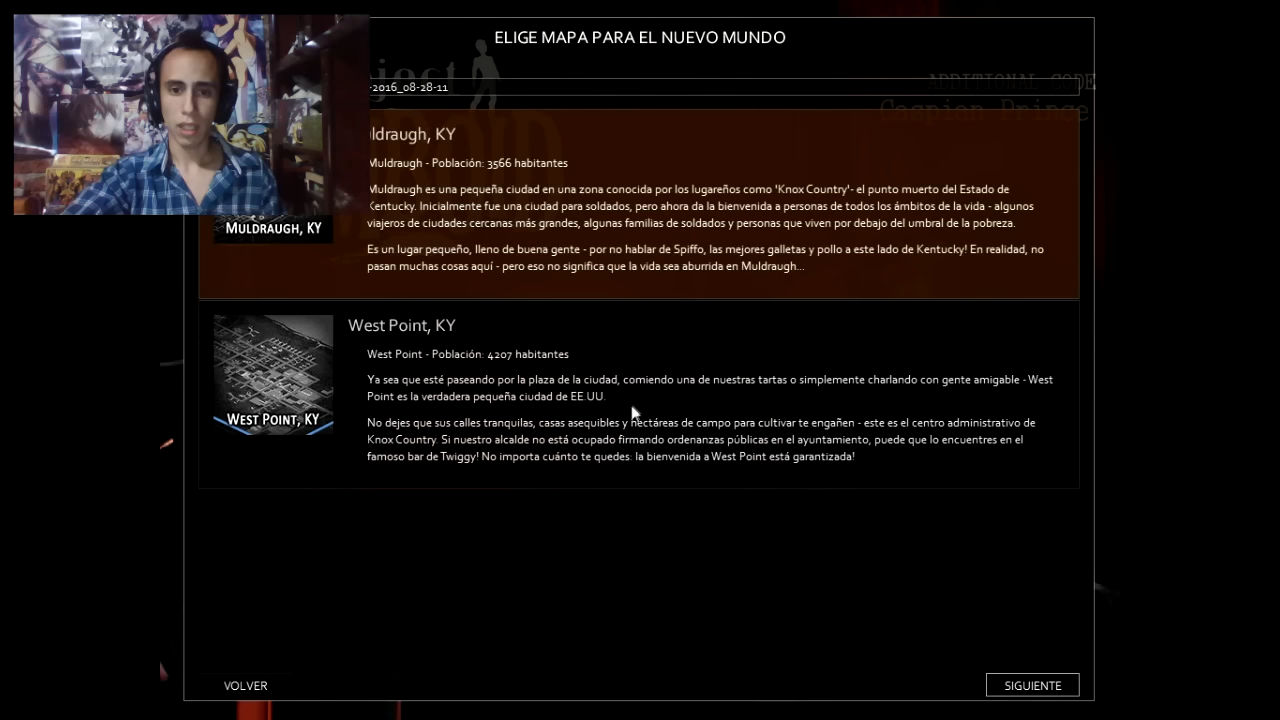 ELIGE MAPA PARA EL NUEVO MUNDO
ject
ADDITIONAL CODE
-2016_08-28-11
Caspian Prince
ldraugh, KY
Muldraugh - Población: 3566 habitantes
Muldraugh es una pequeña ciudad en una zona conocida por los lugareños como 'Knox Country'- el punto muerto del Estado de
Kentucky. Inicialmente fue una ciudad para soldados, pero ahora da la bienvenida a personas de todos los ámbitos de la vida - algunos
viajeros de ciudades cercanas más grandes, algunas familias de soldados y personas que viven por debajo del umbral de la pobreza.
MULDRAUGH, KY
Es un lugar pequeño, lleno de buena gente - por no hablar de Spiffo, las mejores galletas y pollo a este lado de Kentucky! En realidad, no
pasan muchas cosas aquí - pero eso no significa que la vida sea aburrida en Muldraugh...
West Point, KY
West Point - Población: 4207 habitantes
Ya sea que esté paseando por la plaza de la ciudad, comiendo una de nuestras tartas o simplemente charlando con gente amigable - West
Point es la verdadera pequeña ciudad de EE.UU.
WEST POINT, KY
No dejes que sus calles tranquilas, casas asequibles y hectáreas de campo para cultivar te engañen - este es el centro administrativo de
Knox Country. Si nuestro alcalde no está ocupado firmando ordenanzas públicas en el ayuntamiento, puede que lo encuentres en el
famoso bar de Twiggy! No importa cuánto te quedes: la bienvenida a West Point está garantizada!
VOLVER
SIGUIENTE